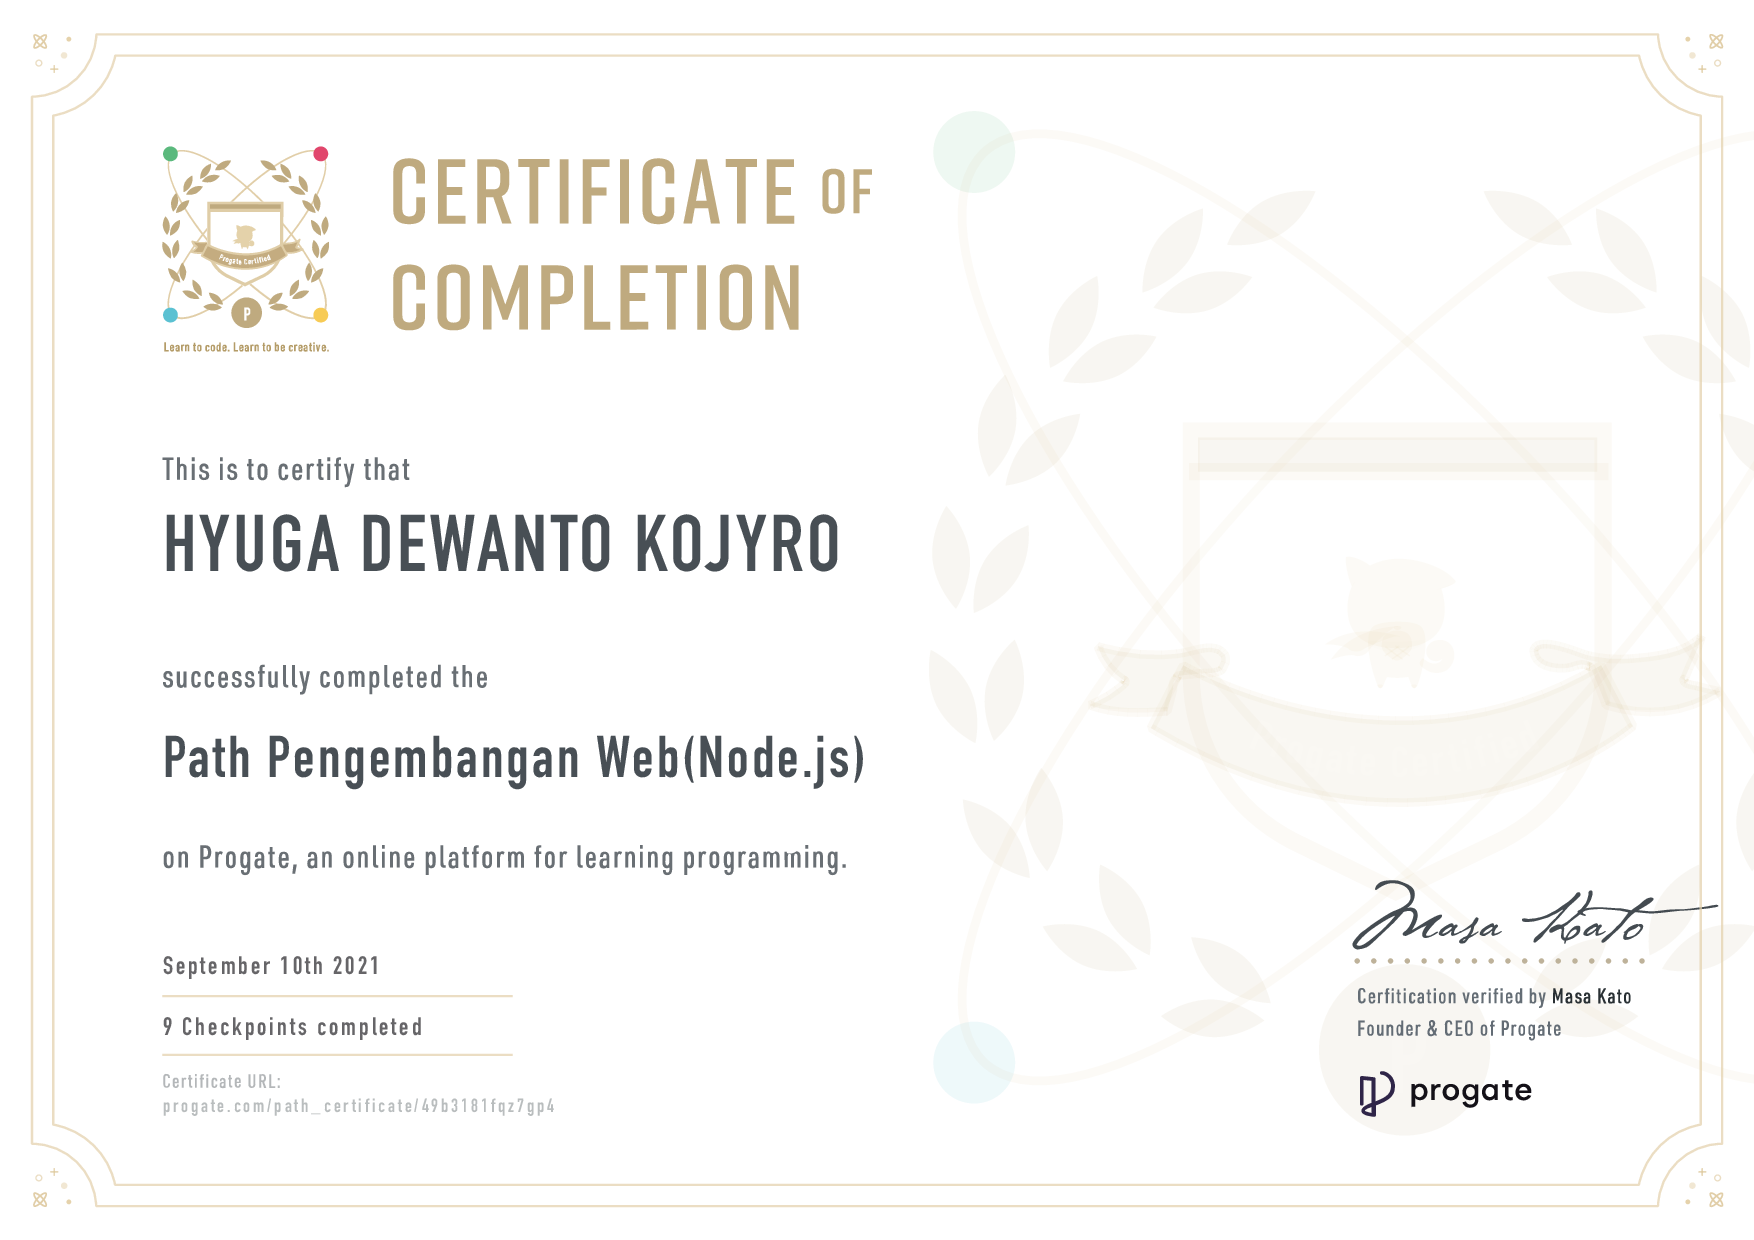 CERTIFICATE OF
COMPLETION
Progate Certified
P
Learn to code. Learn to be creative.
This is to certify that
HYUGA DEWANTO KOJYRO
successfully completed the
Path Pengembangan Web(Node.js)
on Progate, an online platform for learning programming.
September 10th 2021
9 Checkpoints completed
Certificate URL:
progate.com/path_certificate/49b3181fqz7gp4
Masa Kato
Cerfitication verified by Masa Kato
Founder & CEO of Progate
progate